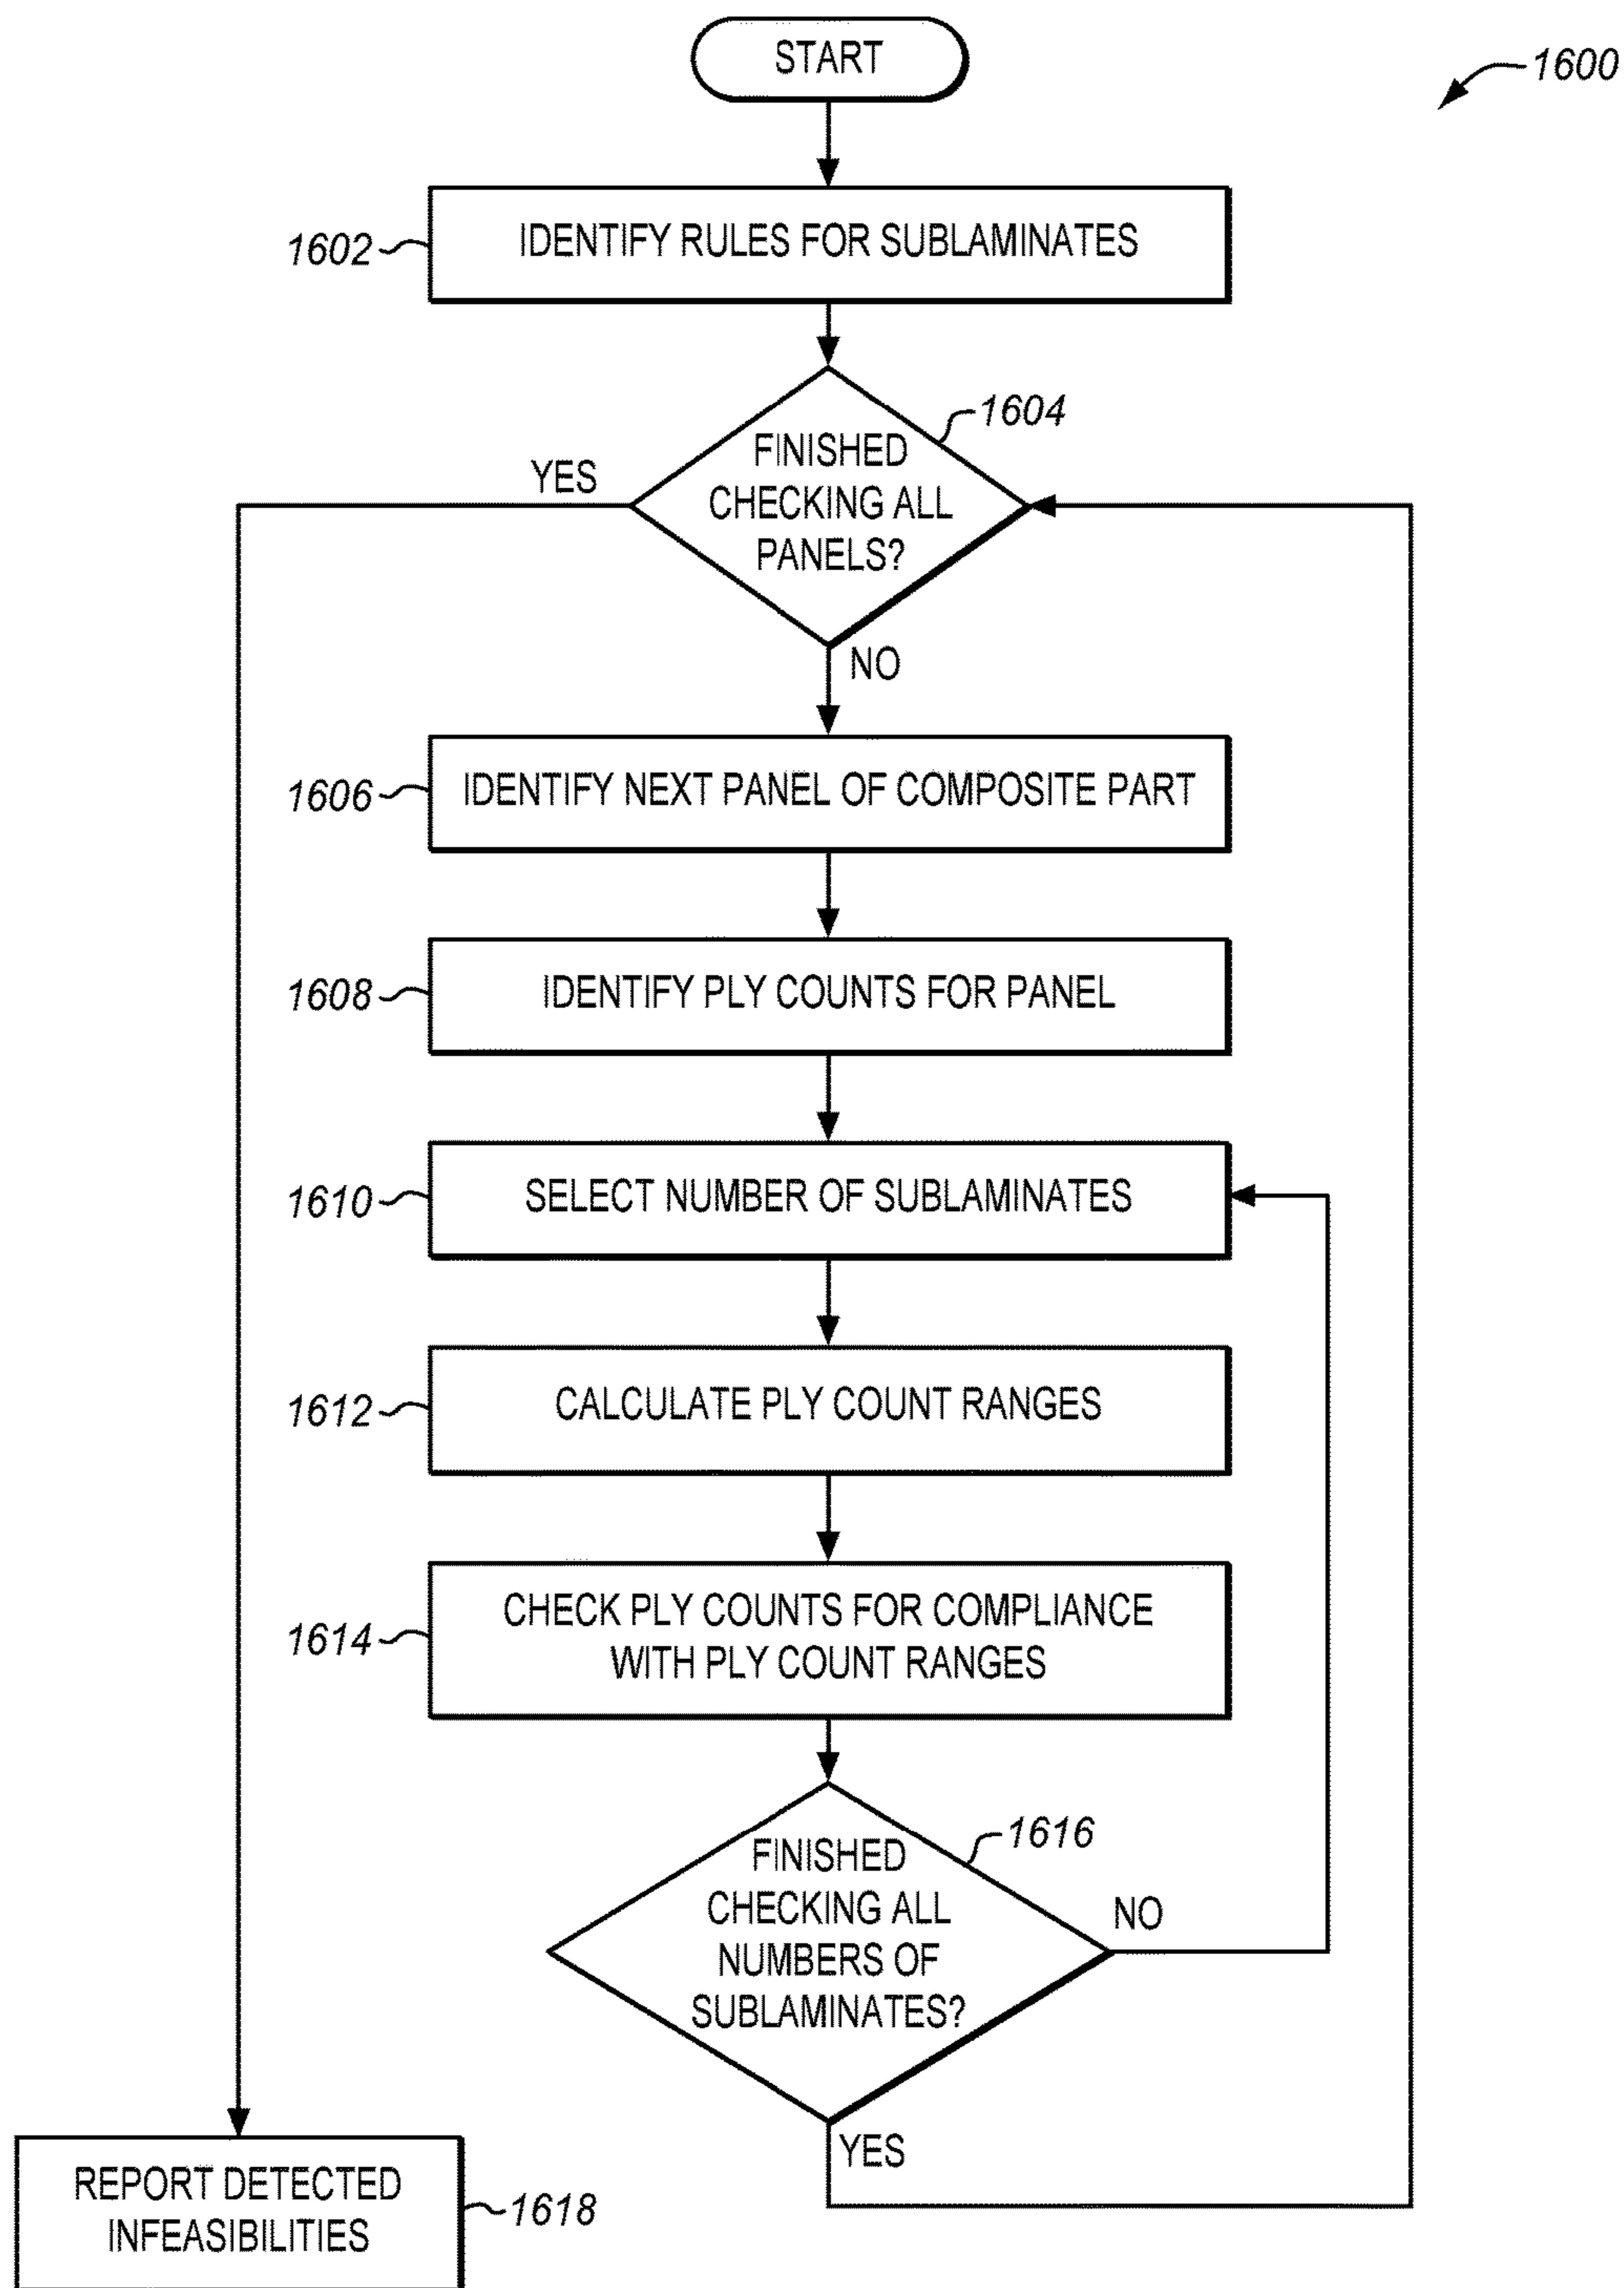 START
1600
1602
IDENTIFY RULES FOR SUBLAMINATES
1604
FINISHED
CHECKING ALL
PANELS?
YES
NO
1606
IDENTIFY NEXT PANEL OF COMPOSITE PART
1608
IDENTIFY PLY COUNTS FOR PANEL
1610
SELECT NUMBER OF SUBLAMINATES
1612
CALCULATE PLY COUNT RANGES
1614
CHECK PLY COUNTS FOR COMPLIANCE
WITH PLY COUNT RANGES
1616
FINISHED
CHECKING ALL
NUMBERS OF
SUBLAMINATES?
NO
YES
REPORT DETECTED
INFEASIBILITIES
1618